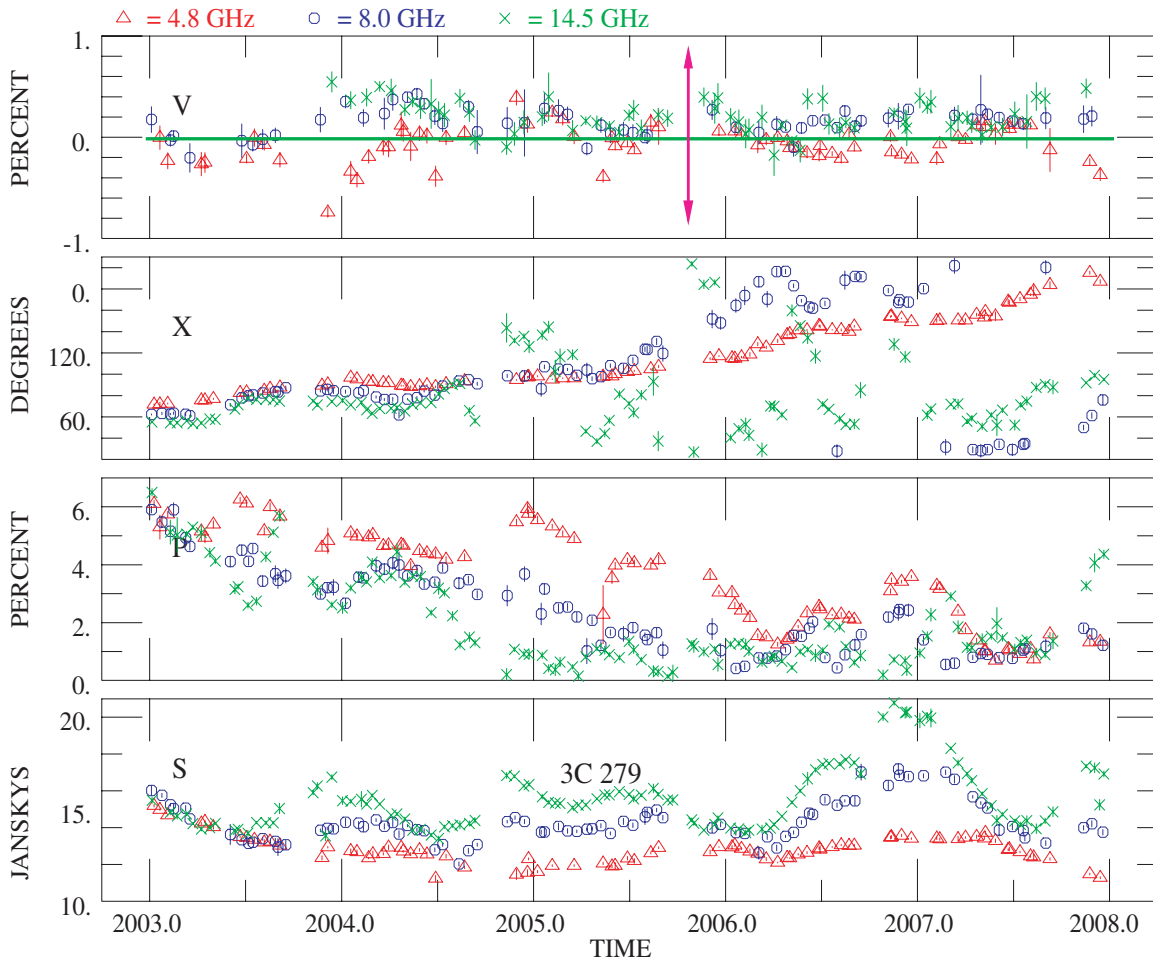 = 4.8 GHz = 8.0 GHz = 14.5 GHz
1.
PERCENT
V
0.
-1.
DEGREES
0.
X
120.
60.
PERCENT
6.
P
4.
2.
0.
JANSKYS
20.
S
3C 279
15.
10.
2003.0 2004.0 2005.0 2006.0 2007.0 2008.0
TIME